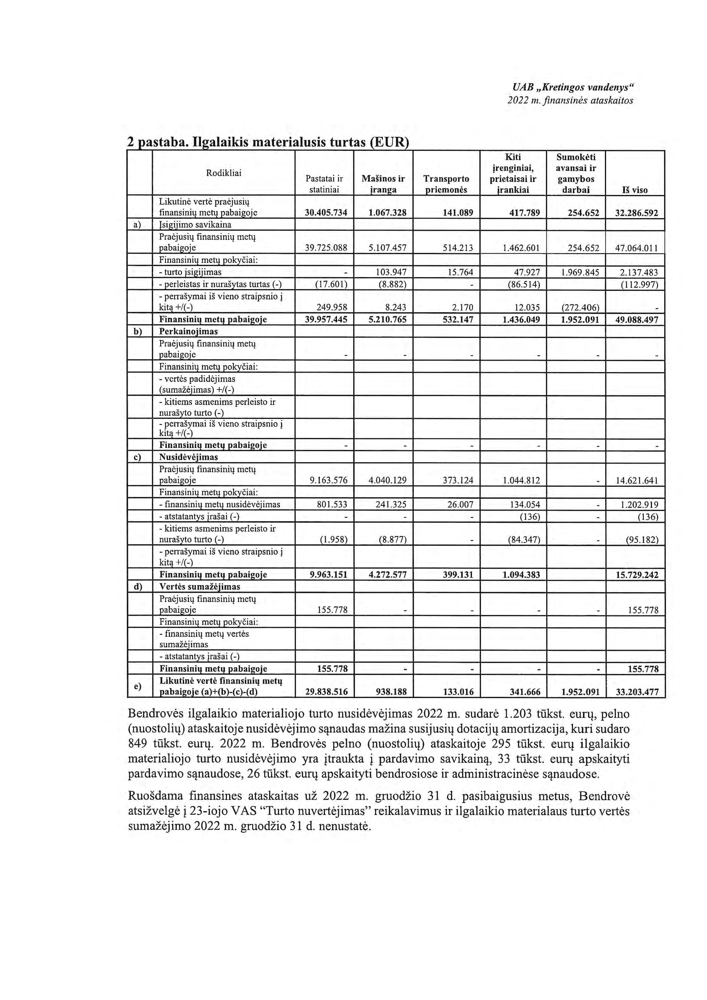 UAB „Kretingos vandenys“
2022 m. finansinės ataskaitos
2 pastaba. Ilgalaikis materialusis turtas (EUR)
Rodikliai Pastatai ir statiniai Mašinos ir įranga Transporto priemonės Kiti įrenginiai, prietaisai ir įrankiai Sumokėti avansai ir gamybos darbai Iš viso
Likutinė vertė praėjusių
finansinių metų pabaigoje 30.405.734 1.067.328 141.089 417.789 254.652 32.286.592
a) Įsigijimo savikaina
Praėjusių finansinių metų
pabaigoje 39.725.088 5.107.457 514.213 1.462.601 254.652 47.064.011
Finansinių metų pokyčiai:
- turto įsigijimas - 103.947 15.764 47.927 1.969.845 2.137.483
- perleistas ir nurašytas turtas (-) (17.601) (8.882) - (86.514) (112.997)
- perrašymai iš vieno straipsnio į
kitą +/(-) 249.958 8.243 2.170 12.035 (272.406) -
Finansinių metų pabaigoje 39.957.445 5.210.765 532.147 1.436.049 1.952.091 49.088.497
b) Perkainojimas
Praėjusių finansinių metų
pabaigoje - - - - - -
Finansinių metų pokyčiai:
- vertės padidėjimas
(sumažėjimas) +/(-)
- kitiems asmenims perleisto ir
nurašyto turto (-)
- perrašymai iš vieno straipsnio į
kitą +/(-)
Finansinių metų pabaigoje - - - - - -
c) Nusidėvėjimas
Praėjusių finansinių metų
pabaigoje 9.163.576 4.040.129 373.124 1.044.812 - 14.621.641
Finansinių metų pokyčiai:
- finansinių metų nusidėvėjimas 801.533 241.325 26.007 134.054 - 1.202.919
- atstatantys įrašai (-) - - - (136) - (136)
- kitiems asmenims perleisto ir
nurašyto turto (-) (1.958) (8.877) - (84.347) - (95.182)
- perrašymai iš vieno straipsnio į
kitą +/(-)
Finansinių metų pabaigoje 9.963.151 4.272.577 399.131 1.094.383 15.729.242
d) Vertės sumažėjimas
Praėjusių finansinių metų
pabaigoje 155.778 - - - - 155.778
Finansinių metų pokyčiai:
- finansinių metų vertės
sumažėjimas
- atstatantys įrašai (-)
Finansinių metų pabaigoje 155.778 - - - - 155.778
e) Likutinė vertė finansinių metų
pabaigoje (a)+(b)-(c)-(d) 29.838.516 938.188 133.016 341.666 1.952.091 33.203.477
Bendrovės ilgalaikio materialiojo turto nusidėvėjimas 2022 m. sudarė 1.203 tūkst. eurų, pelno
(nuostolių) ataskaitoje nusidėvėjimo sąnaudas mažina susijusių dotacijų amortizacija, kuri sudaro
849 tūkst. eurų. 2022 m. Bendrovės pelno (nuostolių) ataskaitoje 295 tūkst. eurų ilgalaikio
materialiojo turto nusidėvėjimo yra įtraukta į pardavimo savikainą, 33 tūkst. eurų apskaityti
pardavimo sąnaudose, 26 tūkst. eurų apskaityti bendrosiose ir administracinėse sąnaudose.
Ruošdama finansines ataskaitas už 2022 m. gruodžio 31 d. pasibaigusius metus, Bendrovė
atsižvelgė į 23-iojo VAS “Turto nuvertėjimas” reikalavimus ir ilgalaikio materialaus turto vertės
sumažėjimo 2022 m. gruodžio 31 d. nenustatė.